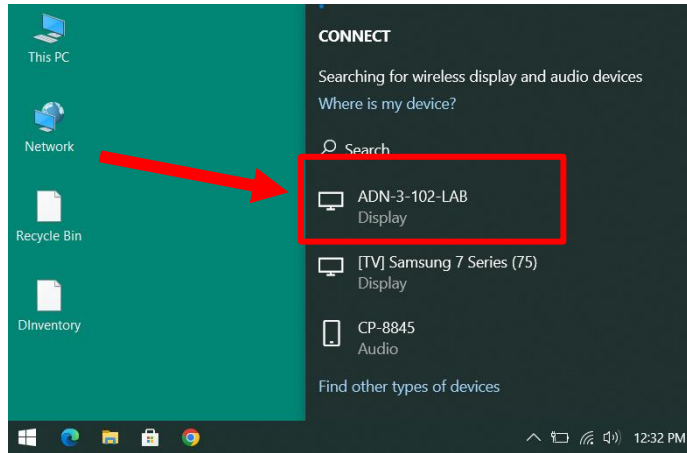 This PC
Network
Recycle Bin
DInventory
CONNECT
Searching for wireless display and audio devices
Where is my device?
Search
ADN-3-102-LAB
Display
[TV] Samsung 7 Series (75)
Display
CP-8845
Audio
Find other types of devices
12:32 PM